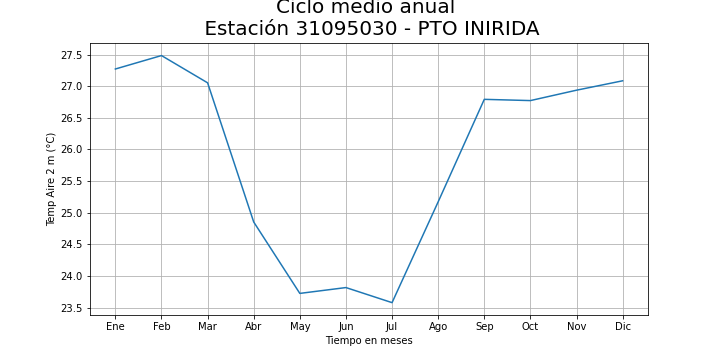 Ciclo medio anual
Estación 31095030 - PTO INIRIDA
27.5
27.0
26.5
26.0
25.5
25.0
24.5
24.0
23.5
Temp Aire 2 m (°C)
Ene Feb Mar Abr May Jun Jul Ago Sep Oct Nov Dic
Tiempo en meses